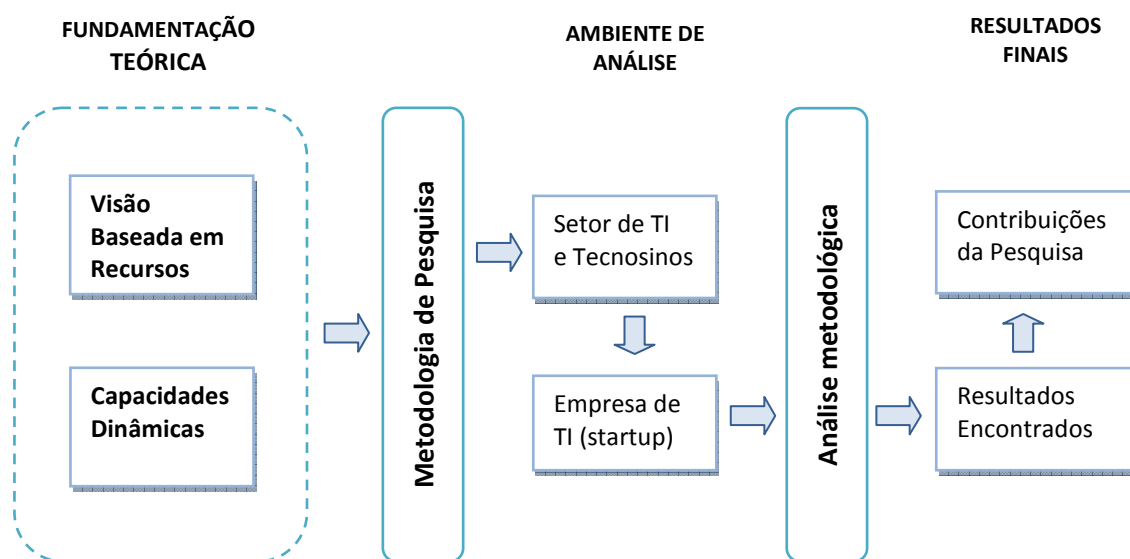 FUNDAMENTAÇÃO
TEÓRICA
AMBIENTE DE
ANÁLISE
RESULTADOS
FINAIS
Visão
Baseada em
Recursos
Capacidades
Dinâmicas
Metodologia de Pesquisa
Setor de TI
e Tecnosinos
Empresa de
TI (startup)
Análise metodológica
Contribuições
da Pesquisa
Resultados
Encontrados